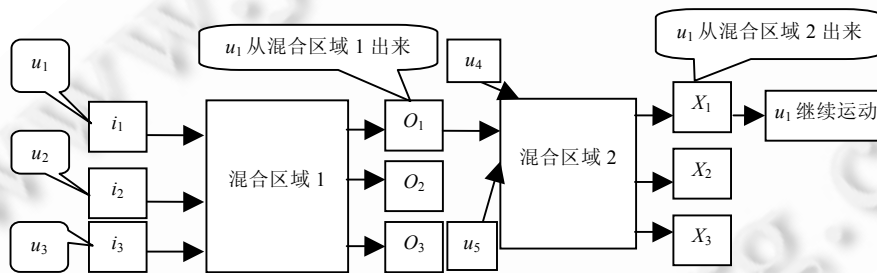 u1 从混合区域 1 出来
u1 从混合区域 2 出来
u1
u4
i1
O1
X1
u1 继续运动
u2
混合区域 1
混合区域 2
i2
O2
X2
u3
i3
O3
u5
X3